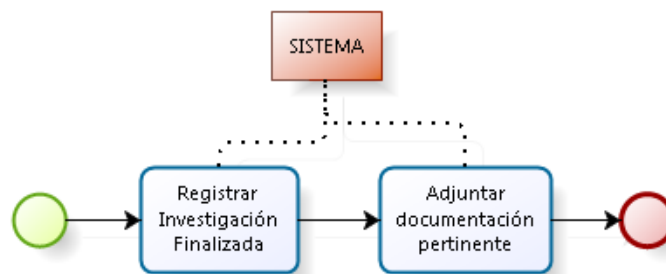 SISTEMA
Registrar
Investigación
Finalizada
Adjuntar
documentación
pertinente